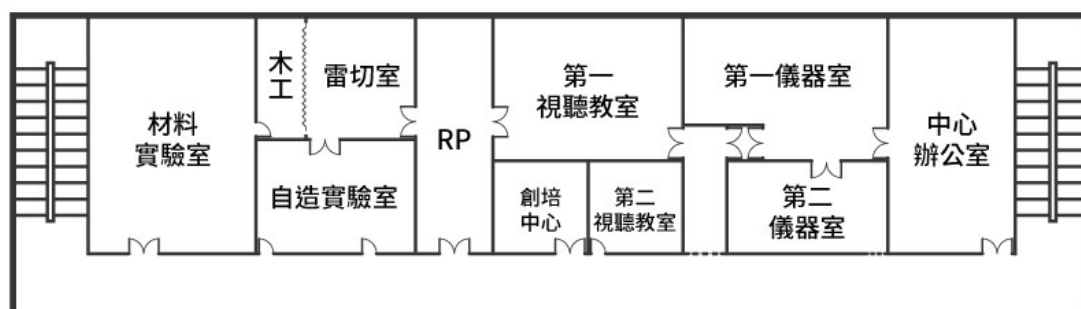 材料
實驗室
木
工
雷切室
自造實驗室
RP
第一
視聽教室
創培
中心
第二
視聽教室
第一儀器室
第二
儀器室
中心
辦公室